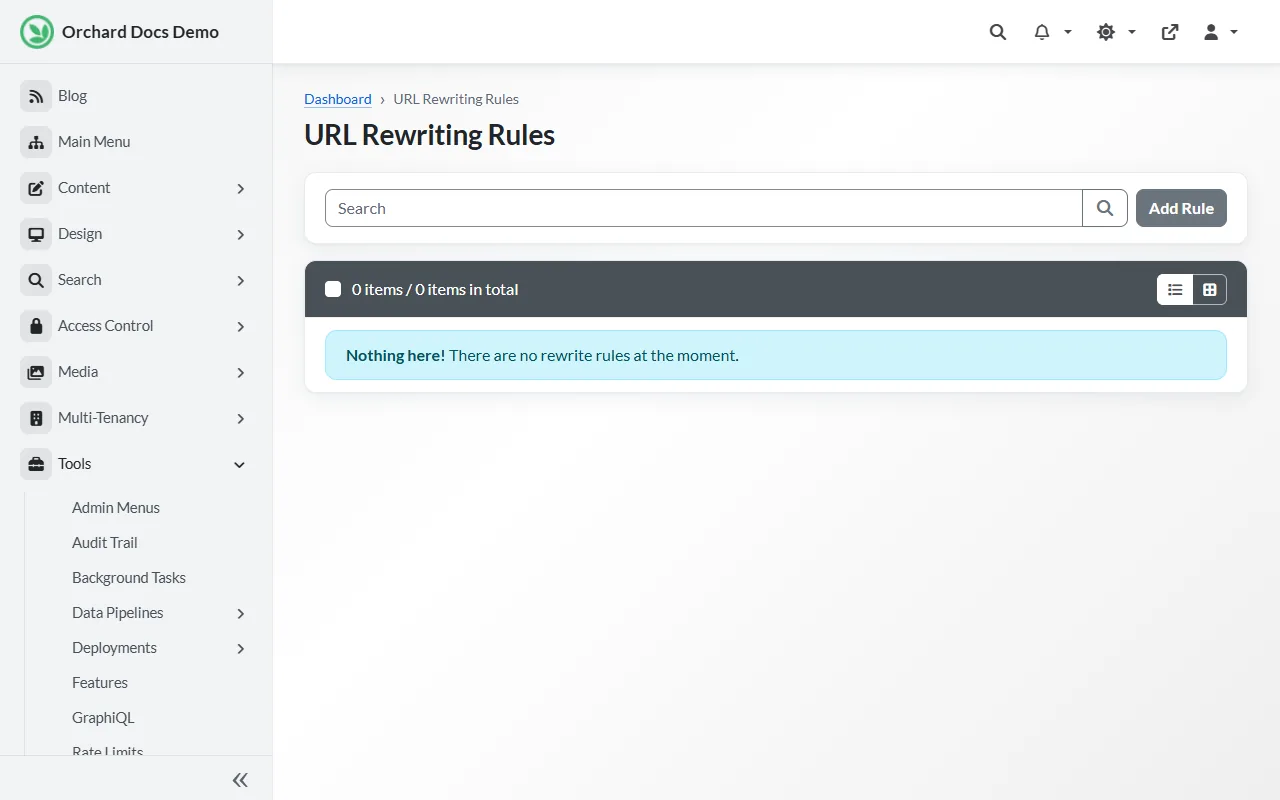 Orchard Docs Demo
Blog
Main Menu
Content
Design
Search
Access Control
Media
Multi-Tenancy
Tools
Admin Menus
Audit Trail
Background Tasks
Data Pipelines
Deployments
Features
GraphiQL
Rate Limits
Dashboard › URL Rewriting Rules
URL Rewriting Rules
Search
Add Rule
0 items / 0 items in total
Nothing here! There are no rewrite rules at the moment.